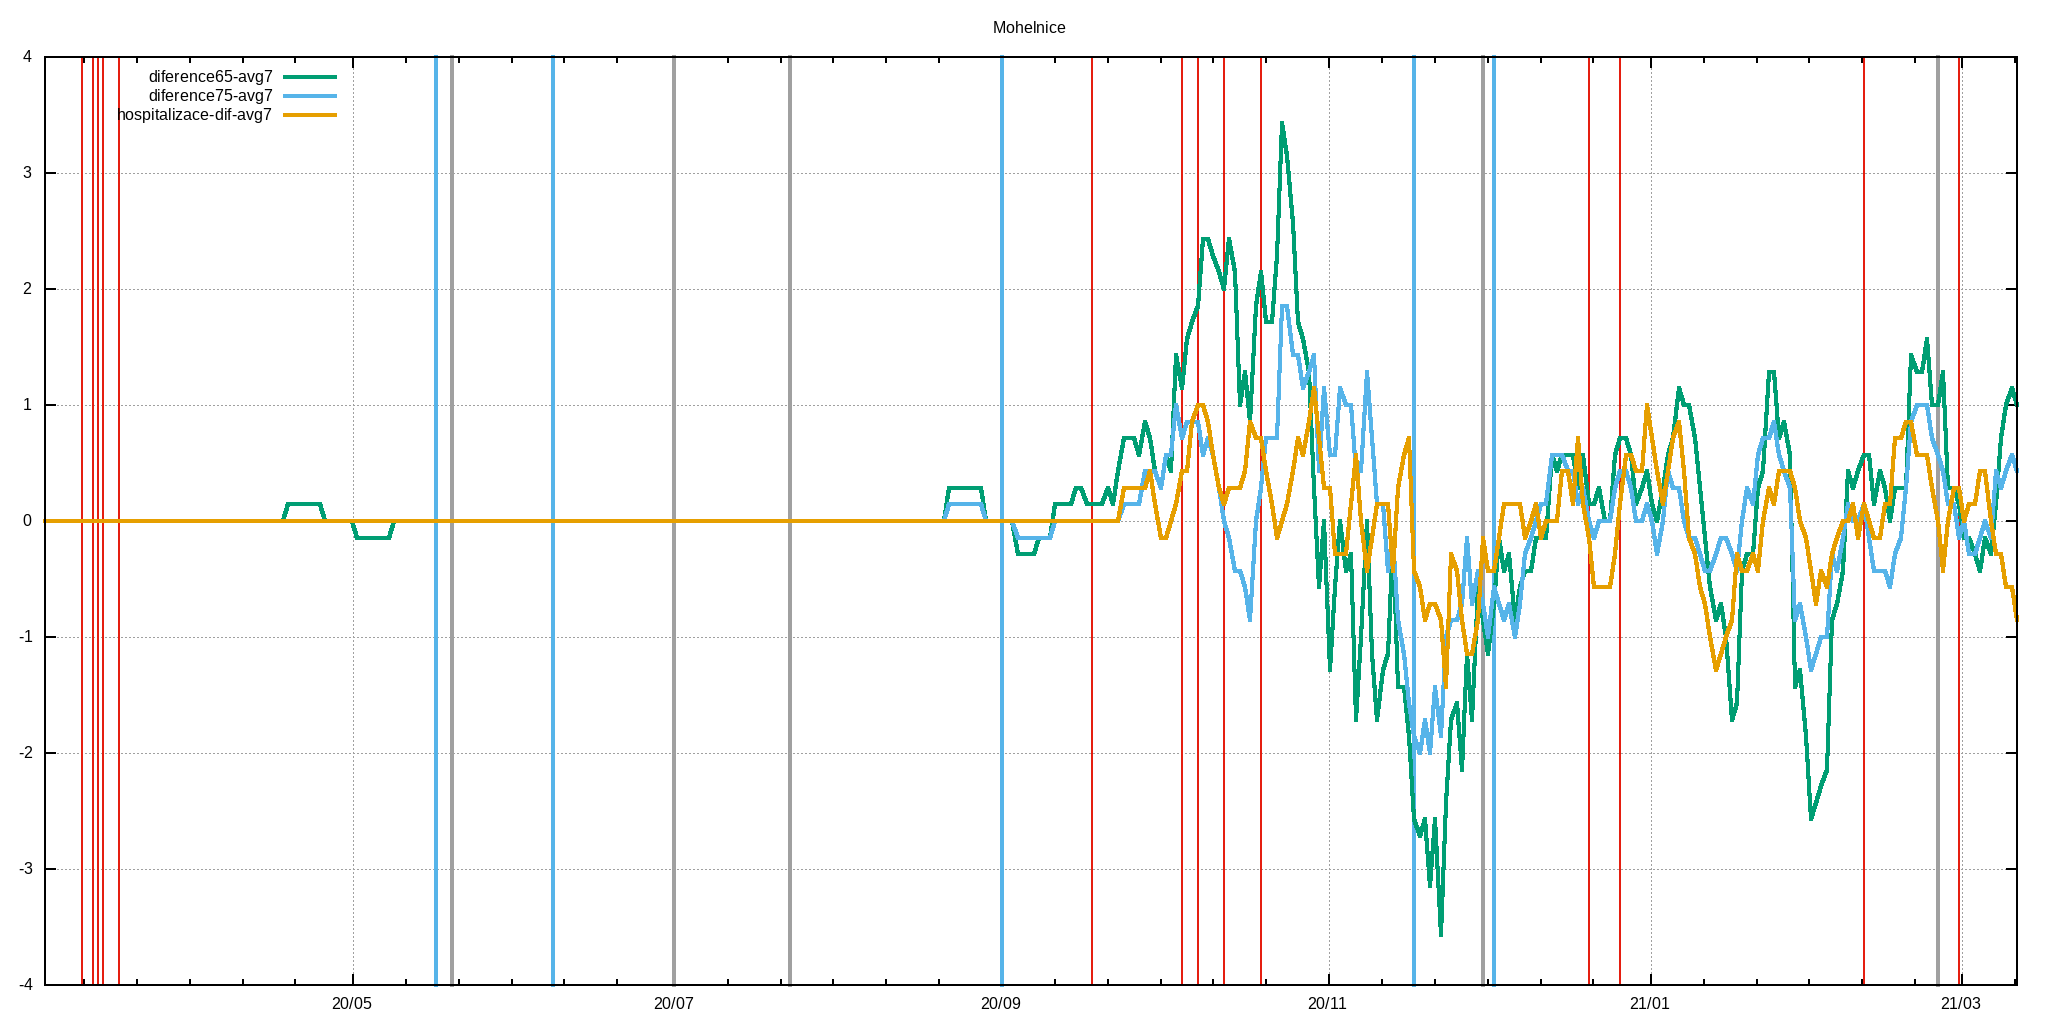 Mohelnice
diference65-avg7
diference75-avg7
hospitalizace-dif-avg7
4
3
2
1
0
-1
-2
-3
-4
20/05 20/07 20/09 20/11 21/01 21/03